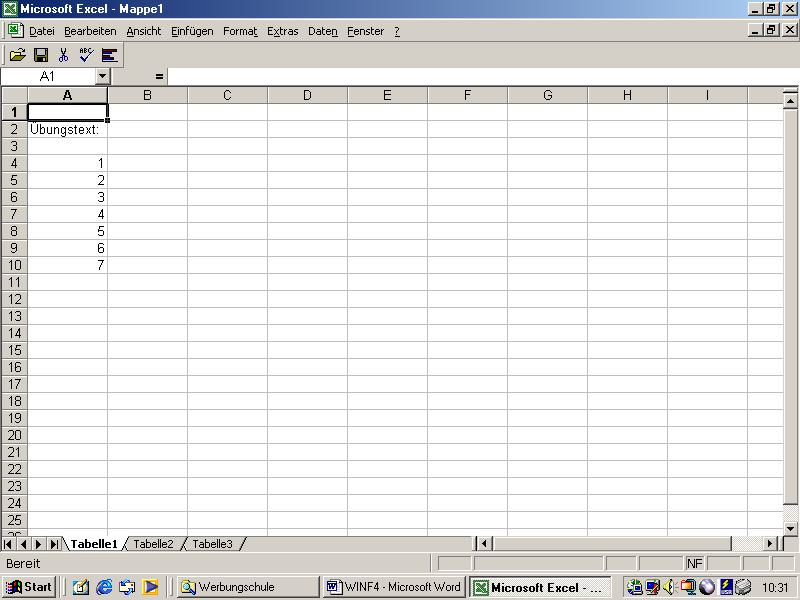 Microsoft Excel - Mappe1
Datei Bearbeiten Ansicht Einfügen Format Extras Daten Fenster ?
ABC
A1 =
A B C D E F G H I
1
2 Übungstext:
3
4 1
5 2
6 3
7 4
8 5
9 6
10 7
11
12
13
14
15
16
17
18
19
20
21
22
23
24
25
26
Tabelle1 Tabelle2 Tabelle3
Bereit NF
Start Werbungschule WINF4 - Microsoft Word Microsoft Excel - ... 10:31